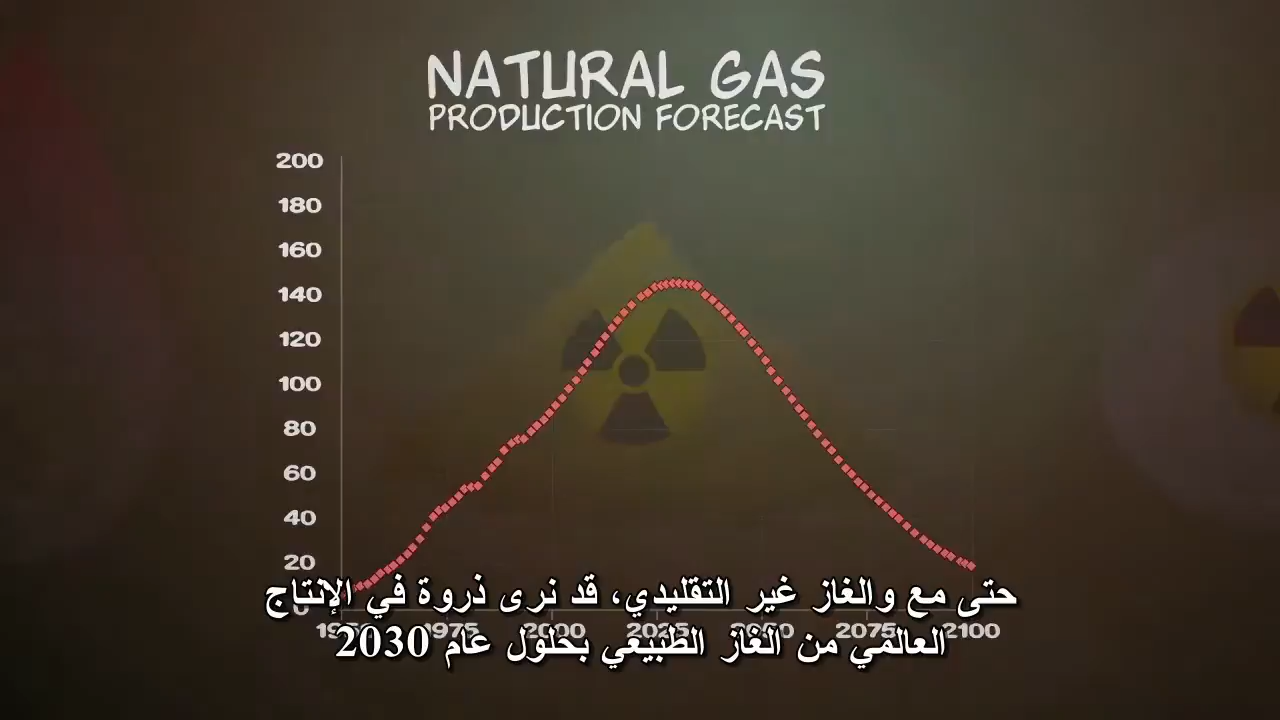 NATURAL GAS
PRODUCTION FORECAST
200
180
160
140
120
100
80
60
40
20
0
حتى مع والغاز غير التقليدي، قد نرى ذروة في الإنتاج
1975 2000 2025 2075 2100
العالمي من الغاز الطبيعي بحلول عام 2030